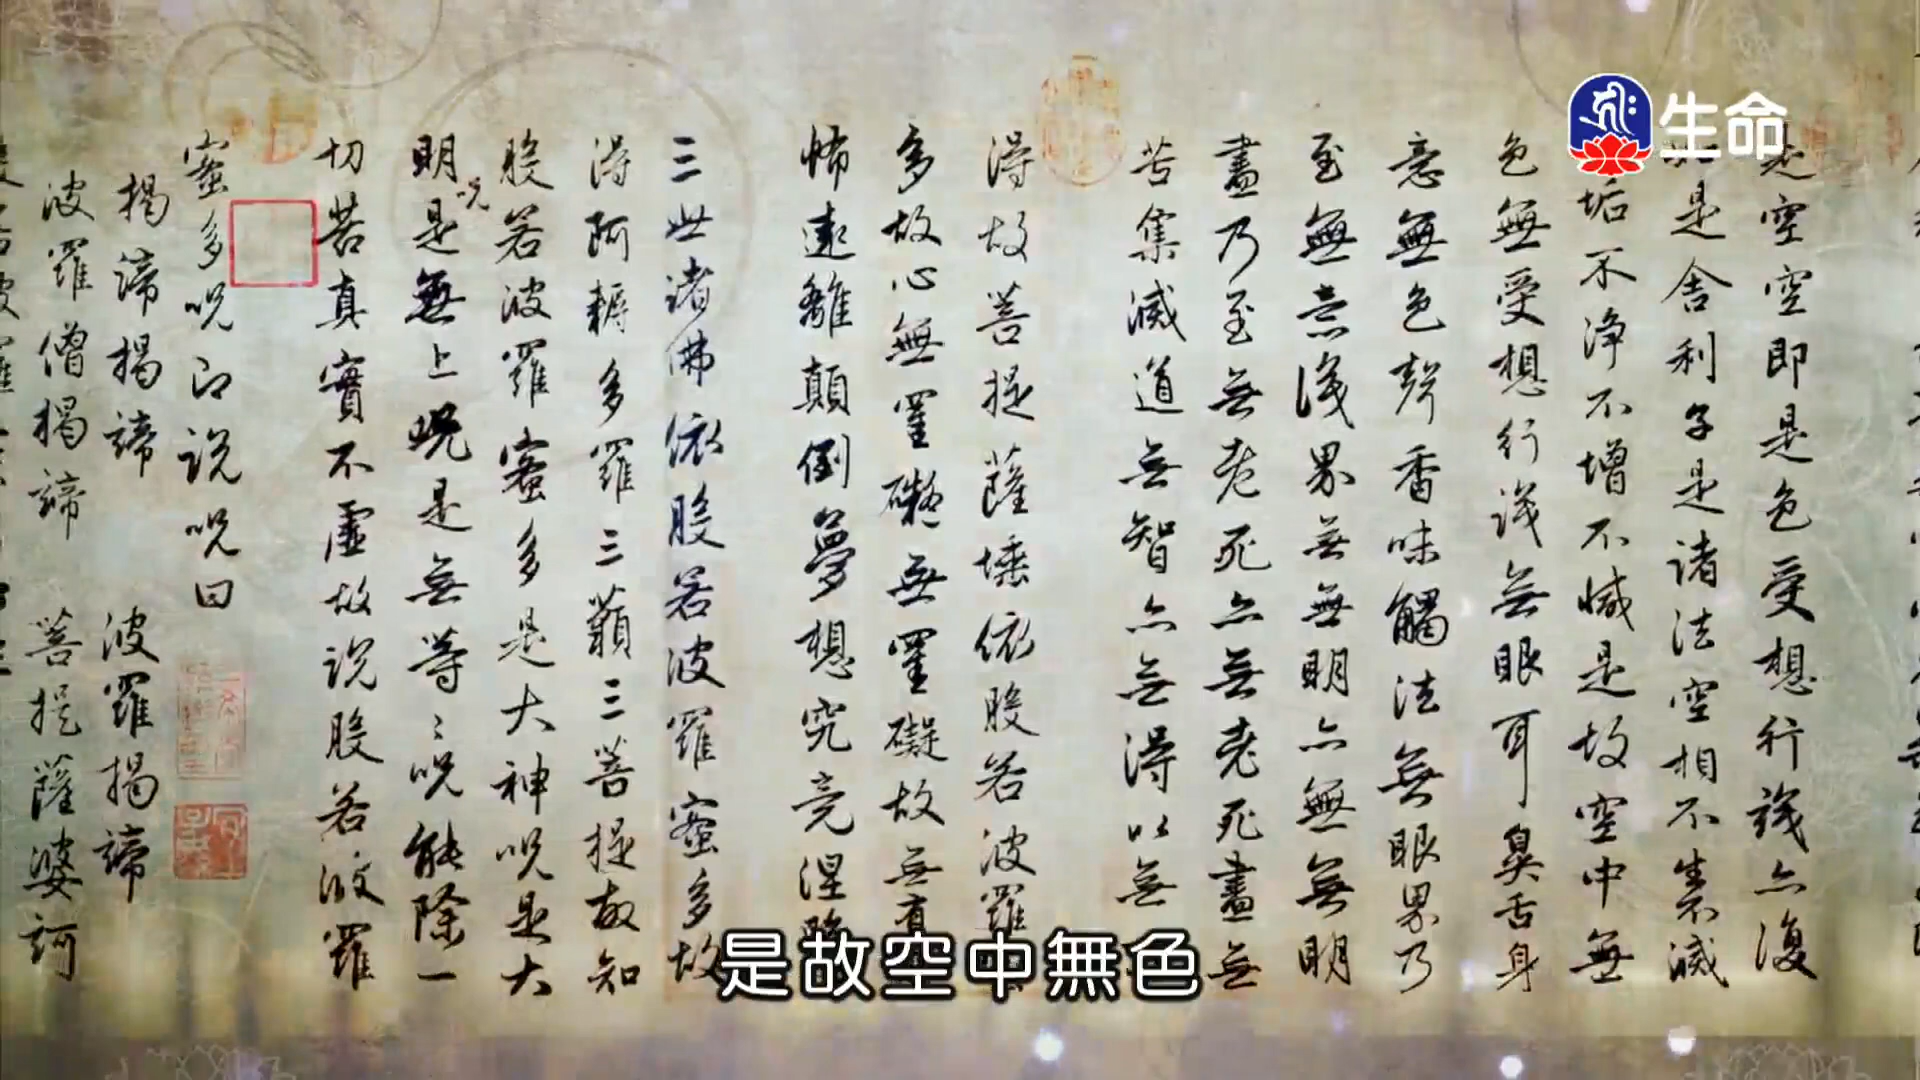 生命
空空即是色受想行識亦復
是舍利子是諸法空相不生不滅
垢不淨不增不減是故空中無
色無受想行識無眼耳鼻舌身
意無色聲香味觸法無眼界乃
至無意識界無無明亦無無明
盡乃至無老死亦無老死盡無
苦集滅道無智亦無得以無
得故菩提薩埵依般若波羅
多故心無罣礙無罣礙故無有
怖遠離顛倒夢想究竟涅
三世諸佛依般若波羅蜜多故
得阿耨多羅三藐三菩提故知
般若波羅蜜多是大神呪是大
明呪是無上呪是無等〻呪能除一
切苦真實不虛故說般若波羅
蜜多呪即說呪曰
揭諦揭諦 波羅揭諦
波羅僧揭諦 菩提薩婆訶
是故空中無色